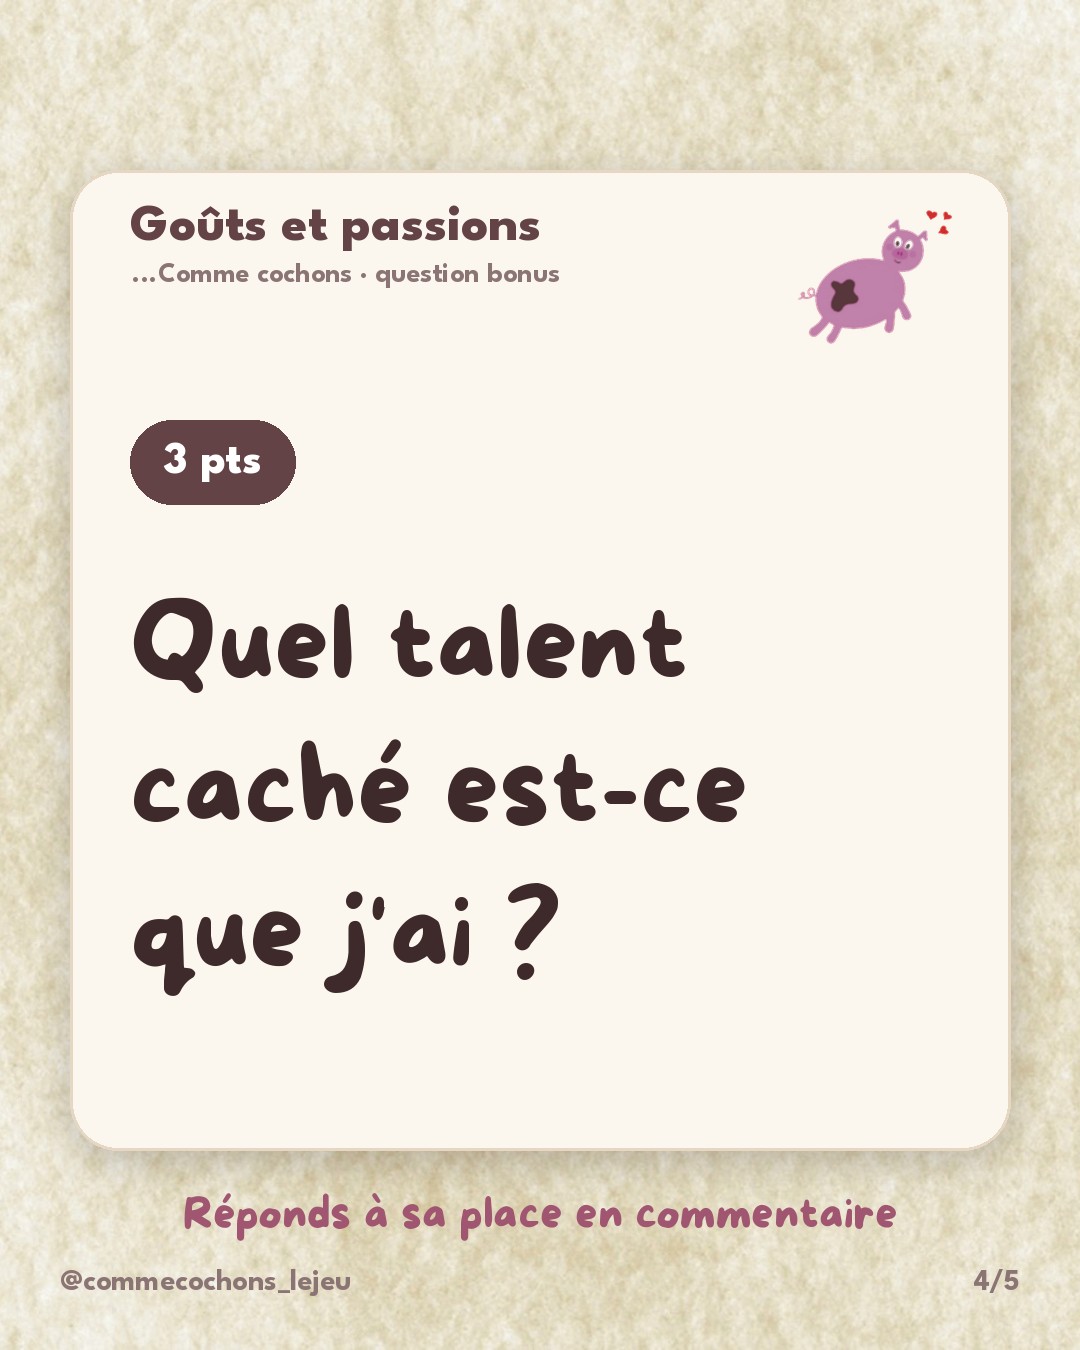 Goûts et passions
...Comme cochons · question bonus
3 pts
Quel talent
caché est-ce
que j'ai ?
Réponds à sa place en commentaire
@commecochons_lejeu
4/5